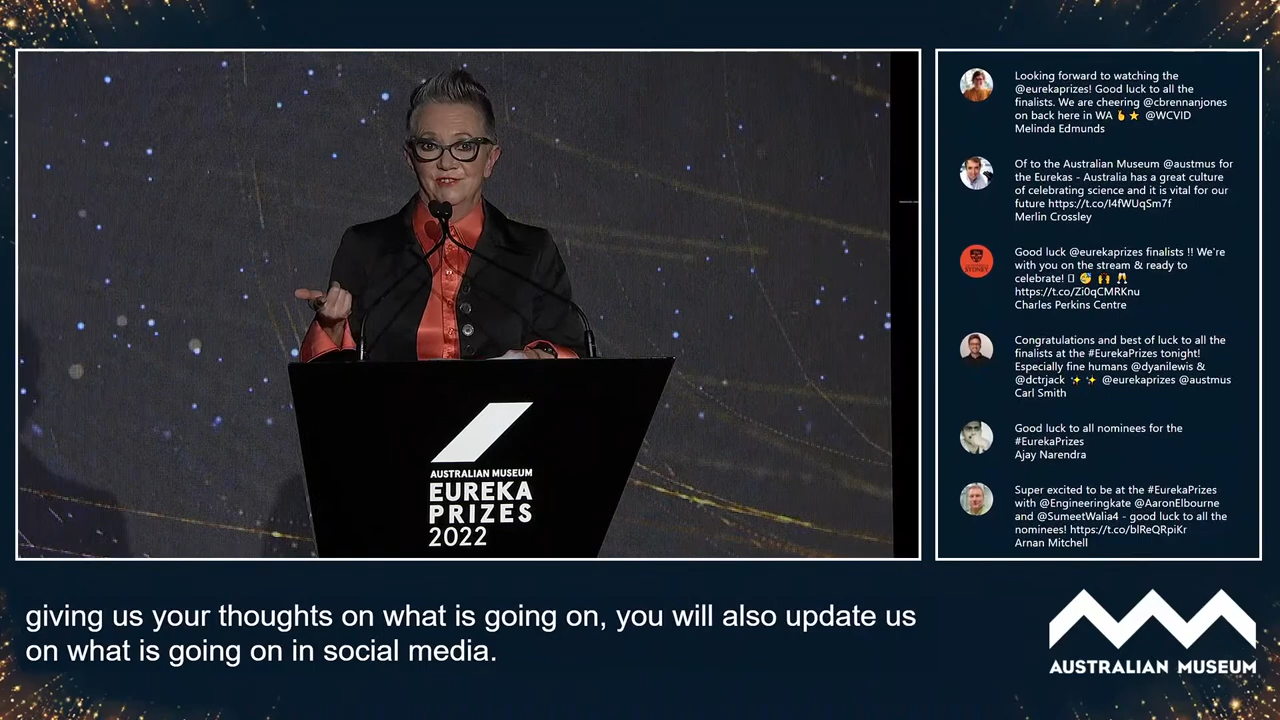 AUSTRALIAN MUSEUM
EUREKA
PRIZES
2022
Looking forward to watching the
@eurekaprizes! Good luck to all the
finalists. We are cheering @cbrennanjones
on back here in WA 💪⭐ @WCVID
Melinda Edmunds
Of to the Australian Museum @austmus for
the Eurekas - Australia has a great culture
of celebrating science and it is vital for our
future https://t.co/I4fWUqSm7f
Merlin Crossley
Good luck @eurekaprizes finalists !! We're
with you on the stream & ready to
celebrate! 🥳 🙌 🥂
https://t.co/Zi0qCMRKnu
Charles Perkins Centre
Congratulations and best of luck to all the
finalists at the #EurekaPrizes tonight!
Especially fine humans @dyanilewis &
@dctrjack ✨ ✨ @eurekaprizes @austmus
Carl Smith
Good luck to all nominees for the
#EurekaPrizes
Ajay Narendra
Super excited to be at the #EurekaPrizes
with @Engineeringkate @AaronElbourne
and @SumeetWalia4 - good luck to all the
nominees! https://t.co/blReQRpiKr
Arnan Mitchell
giving us your thoughts on what is going on, you will also update us
on what is going on in social media.
AUSTRALIAN MUSEUM